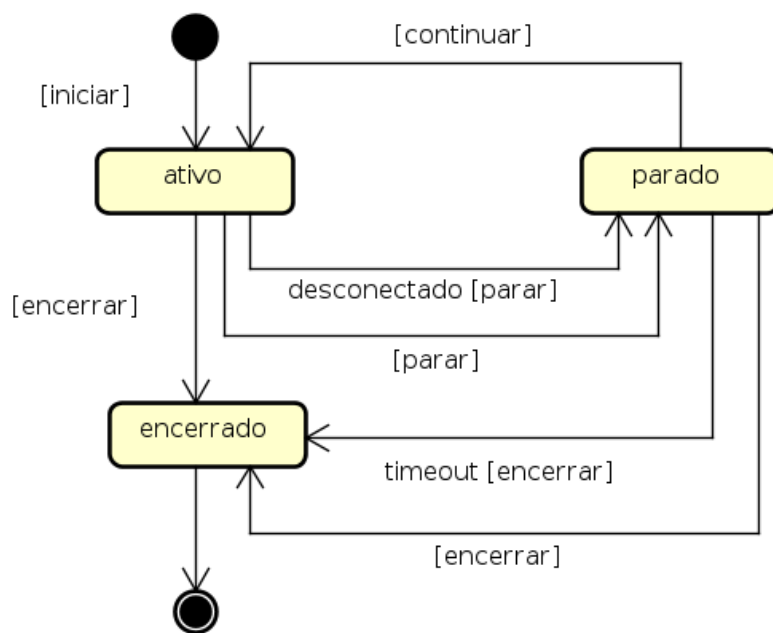 [continuar]
[iniciar]
ativo
parado
desconectado [parar]
[encerrar]
[parar]
encerrado
timeout [encerrar]
[encerrar]